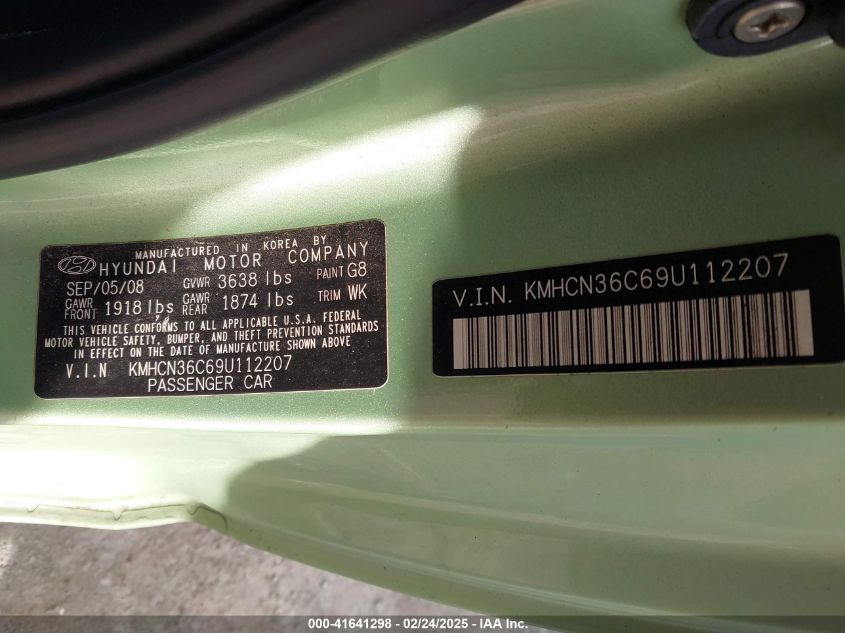 MANUFACTURED IN KOREA BY
HYUNDAI MOTOR COMPANY
SEP/05/08 GVWR 3638 lbs PAINT G8
GAWR FRONT 1918 lbs GAWR REAR 1874 lbs TRIM WK
THIS VEHICLE CONFORMS TO ALL APPLICABLE U.S.A. FEDERAL
MOTOR VEHICLE SAFETY, BUMPER, AND THEFT PREVENTION STANDARDS
IN EFFECT ON THE DATE OF MANUFACTURE SHOWN ABOVE
V.I.N KMHCN36C69U112207
PASSENGER CAR
V.I.N. KMHCN36C69U112207
000-41641298 - 02/24/2025 - IAA Inc.